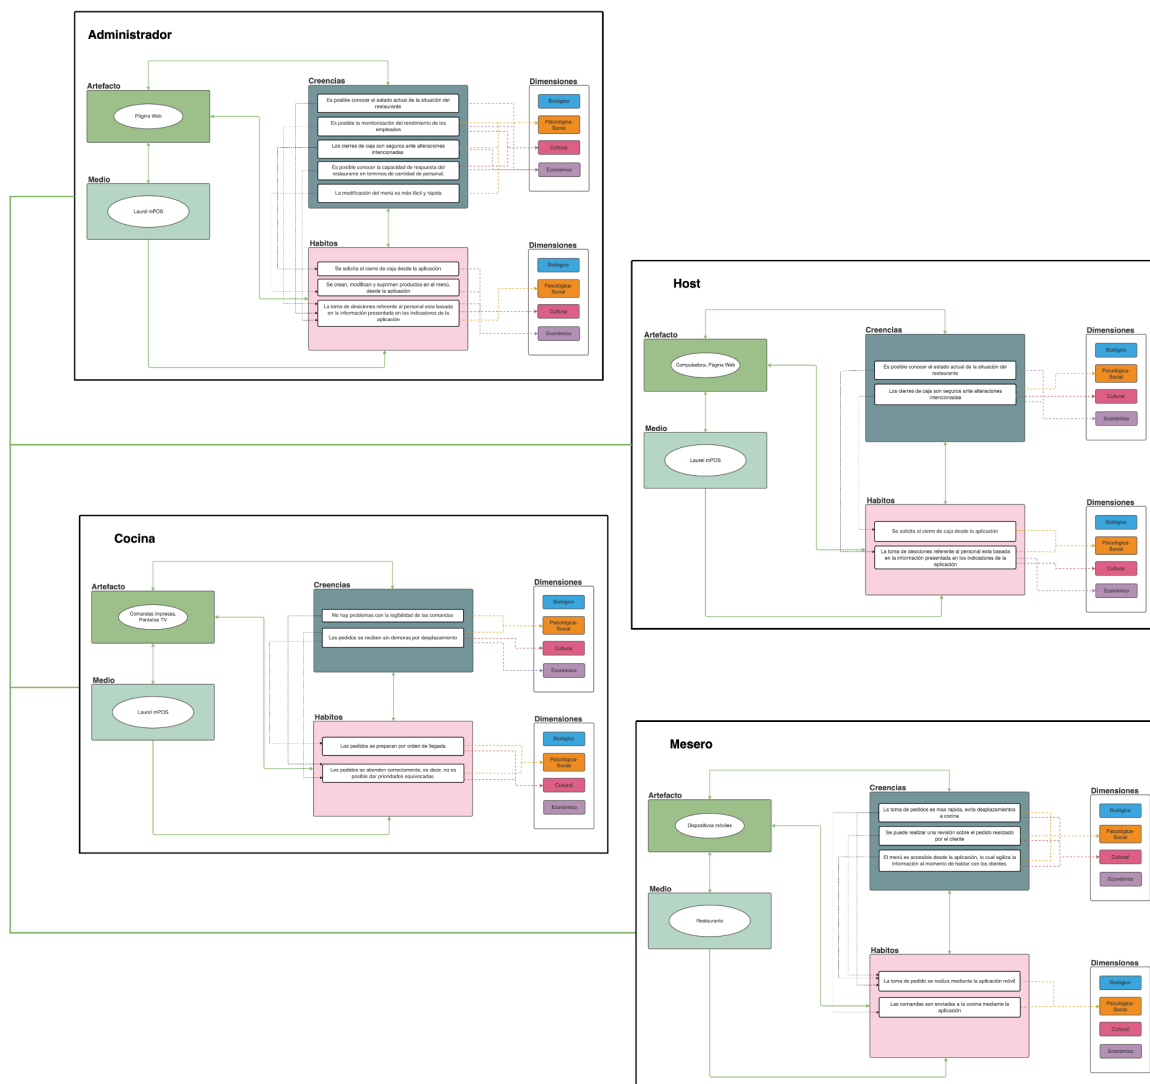 Administrador
Artefacto
Página Web
Medio
Laurel mPOS
Creencias
Es posible conocer el estado actual de la situación del
restaurante
Es posible la monitorización del rendimiento de los
empleados
Los cierres de caja son seguros ante alteraciones
intencionadas
Es posible conocer la capacidad de respuesta del
restaurante en terminos de cantidad de personal.
La modificación del menú es más fácil y rápida
Dimensiones
Biológico
Psicológica-
Social
Cultural
Económico
Habitos
Se solicita el cierre de caja desde la aplicación
Se crean, modifican y suprimen productos en el menú,
desde la aplicación
La toma de desiciones referente al personal esta basada
en la información presentada en los indicadores de la
aplicación
Dimensiones
Biológico
Psicológica-
Social
Cultural
Económico
Host
Artefacto
Computadora, Página Web
Medio
Laurel mPOS
Creencias
Es posible conocer el estado actual de la situación del
restaurante
Los cierres de caja son seguros ante alteraciones
intencionadas
Dimensiones
Biológico
Psicológica-
Social
Cultural
Económico
Habitos
Se solicita el cierre de caja desde la aplicación
La toma de desiciones referente al personal esta basada
en la información presentada en los indicadores de la
aplicación
Dimensiones
Biológico
Psicológica-
Social
Cultural
Económico
Cocina
Artefacto
Comandas impresas,
Pantallas TV
Medio
Laurel mPOS
Creencias
No hay problemas con la legibilidad de las comandas
Los pedidos se reciben sin demoras por desplazamiento
Dimensiones
Biológico
Psicológica-
Social
Cultural
Económico
Habitos
Los pedidos se preparan por orden de llegada
Los pedidos se atienden correctamente, es decir, no es
posible dar prioridades equivocadas
Dimensiones
Biológico
Psicológica-
Social
Cultural
Económico
Mesero
Artefacto
Dispositivos móviles
Medio
Restaurante
Creencias
La toma de pedidos es mas rapida, evita desplazamientos
a cocina
Se puede realizar una revisión sobre el pedido realizado
por el cliente
El menú es accesible desde la aplicación, lo cual agiliza la
información al momento de hablar con los clientes.
Dimensiones
Biológico
Psicológica-
Social
Cultural
Económico
Habitos
La toma de pedido se realiza mediante la aplicación móvil
Las comandas son enviadas a la cocina mediante la
aplicación
Dimensiones
Biológico
Psicológica-
Social
Cultural
Económico